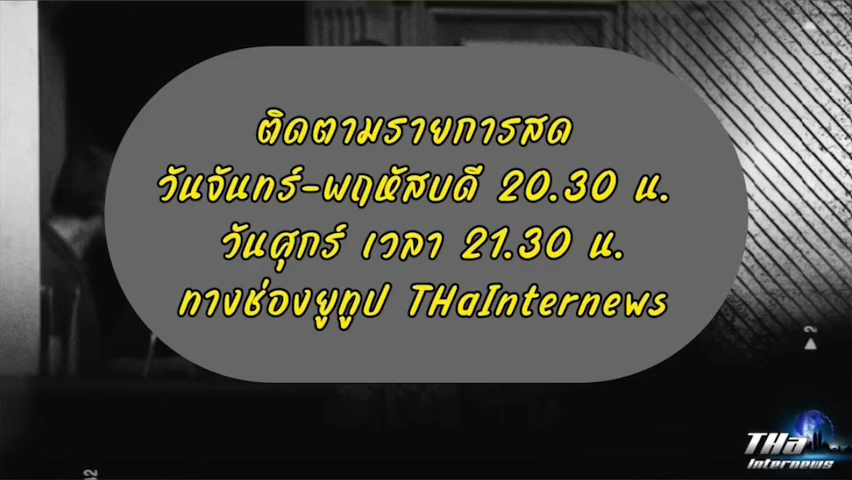 ติดตามรายการสด
วันจันทร์-พฤหัสบดี 20.30 น.
วันศุกร์ เวลา 21.30 น.
ทางช่องยูทูป THaInternews
2
THa
Internews
2